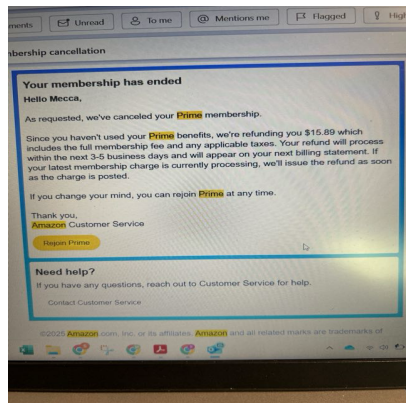 Unread
To me
@ Mentions me
Flagged
cancellation
Your membership has ended
Hello Mecca,
As requested, we've canceled your Prime membership.
Since you haven't used your Prime benefits, we're refunding you $15.89 which
includes the full membership fee and any applicable taxes. Your refund will process
within the next 3-5 business days and will appear on your next billing statement. If
your latest membership charge is currently processing, we'll issue the refund as soon
as the charge is posted.
If you change your mind, you can rejoin Prime at any time.
Thank you,
Amazon Customer Service
Rejoin Prime
Need help?
If you have any questions, reach out to Customer Service for help.
Contact Customer Service
©2025 Amazon.com, Inc. or its affiliates. Amazon and all related marks are trademarks of